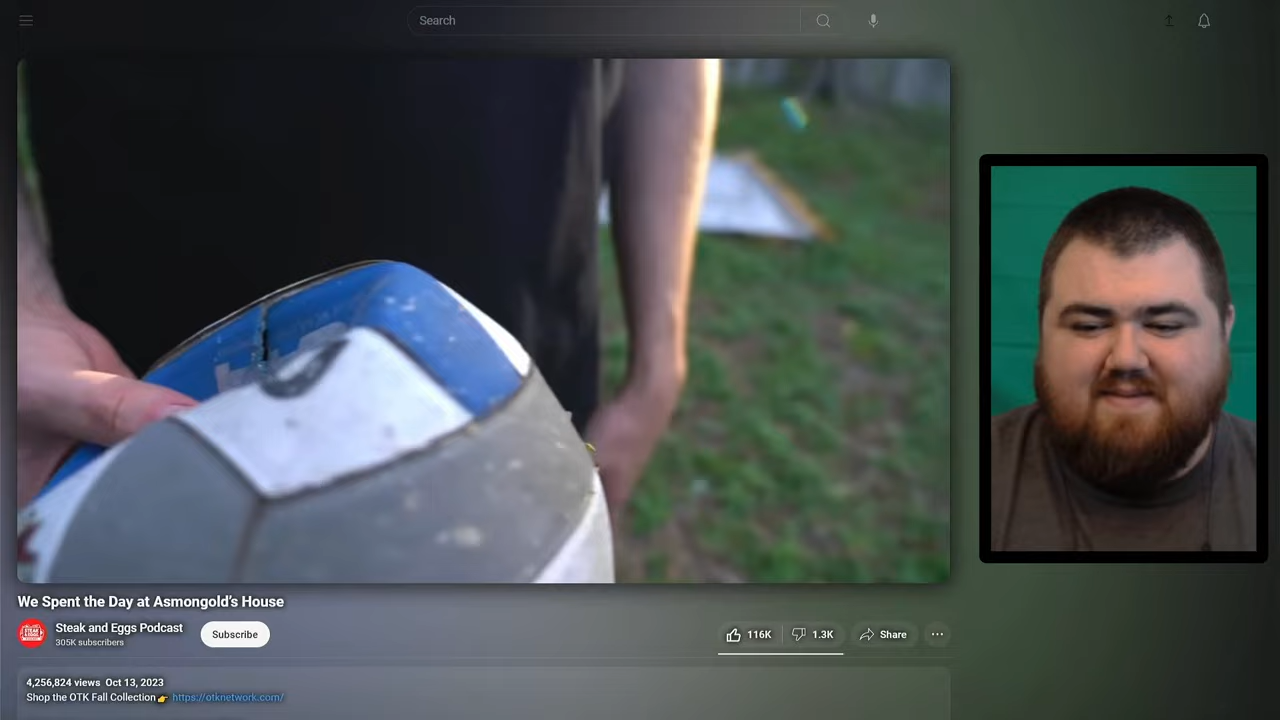 Search
We Spent the Day at Asmongold’s House
Steak and Eggs Podcast
305K subscribers
Subscribe
116K
1.3K
Share
4,256,824 views Oct 13, 2023
Shop the OTK Fall Collection👉 https://otknetwork.com/